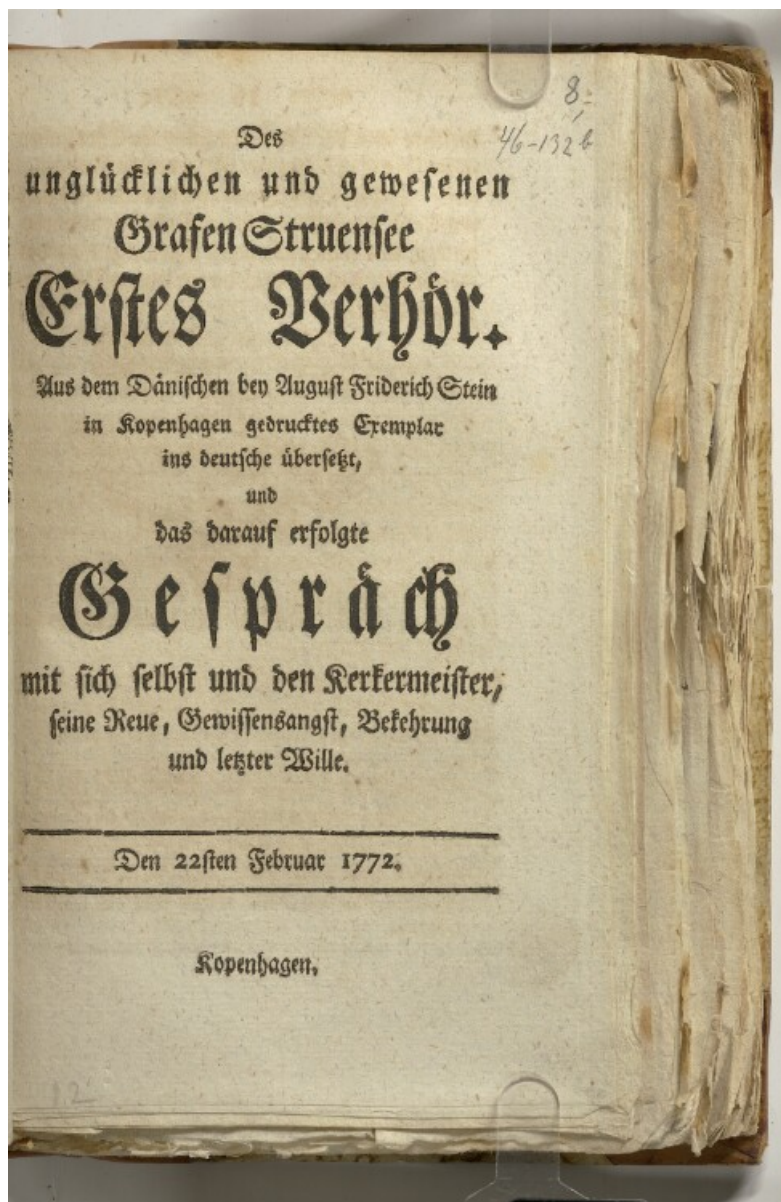 8:
46-132 b
Des
unglücklichen und gewesenen
Grafen Struensee
Erstes Verhör.
Aus dem Dänischen bey August Friderich Stein
in Kopenhagen gedrucktes Exemplar
ins deutsche übersetzt,
und
das darauf erfolgte
Gespräch
mit sich selbst und den Kerkermeister,
seine Reue, Gewissensangst, Bekehrung
und letzter Wille.
Den 22sten Februar 1772.
Kopenhagen.
12